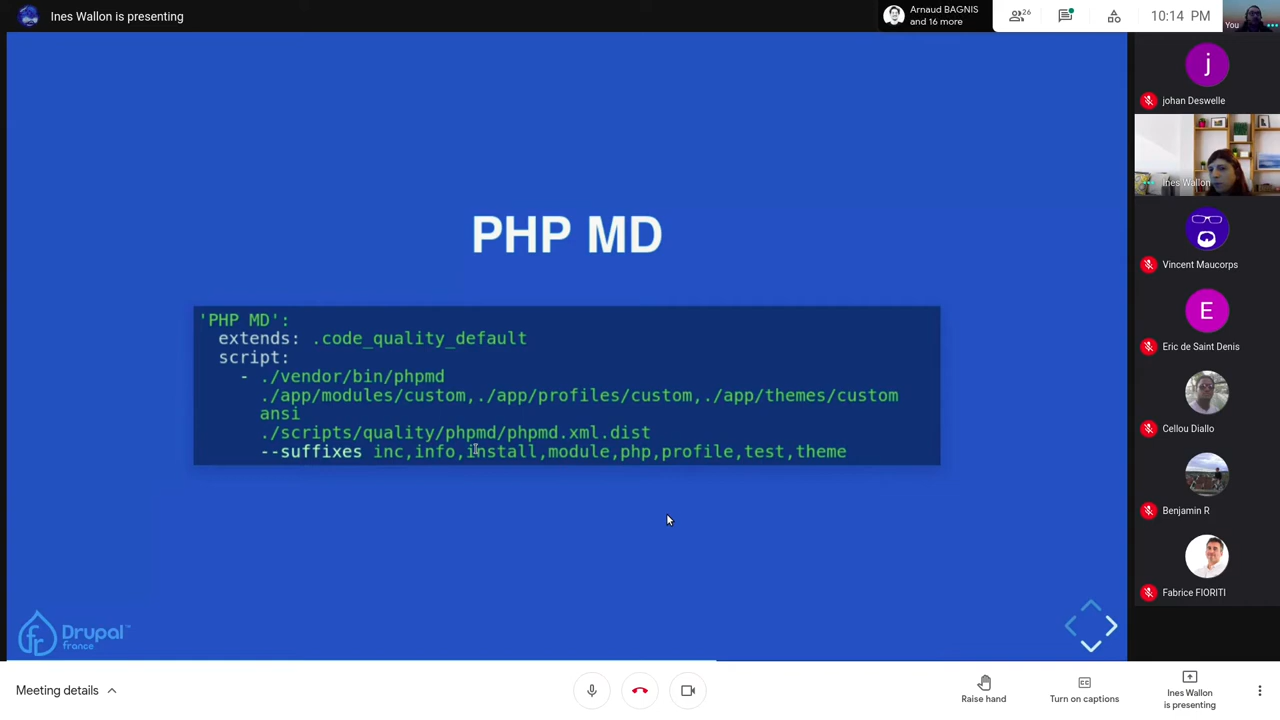 Ines Wallon is presenting
Arnaud BAGNIS
and 16 more
26
10:14 PM
You
PHP MD
'PHP MD':
extends: .code_quality_default
script:
- ./vendor/bin/phpmd
./app/modules/custom,./app/profiles/custom,./app/themes/custom
ansi
./scripts/quality/phpmd/phpmd.xml.dist
--suffixes inc,info,install,module,php,profile,test,theme
fr
Drupal™
france
j
johan Deswelle
Ines Wallon
Vincent Maucorps
E
Eric de Saint Denis
Cellou Diallo
Benjamin R
Fabrice FIORITI
Meeting details
Raise hand
CC
Turn on captions
Ines Wallon
is presenting